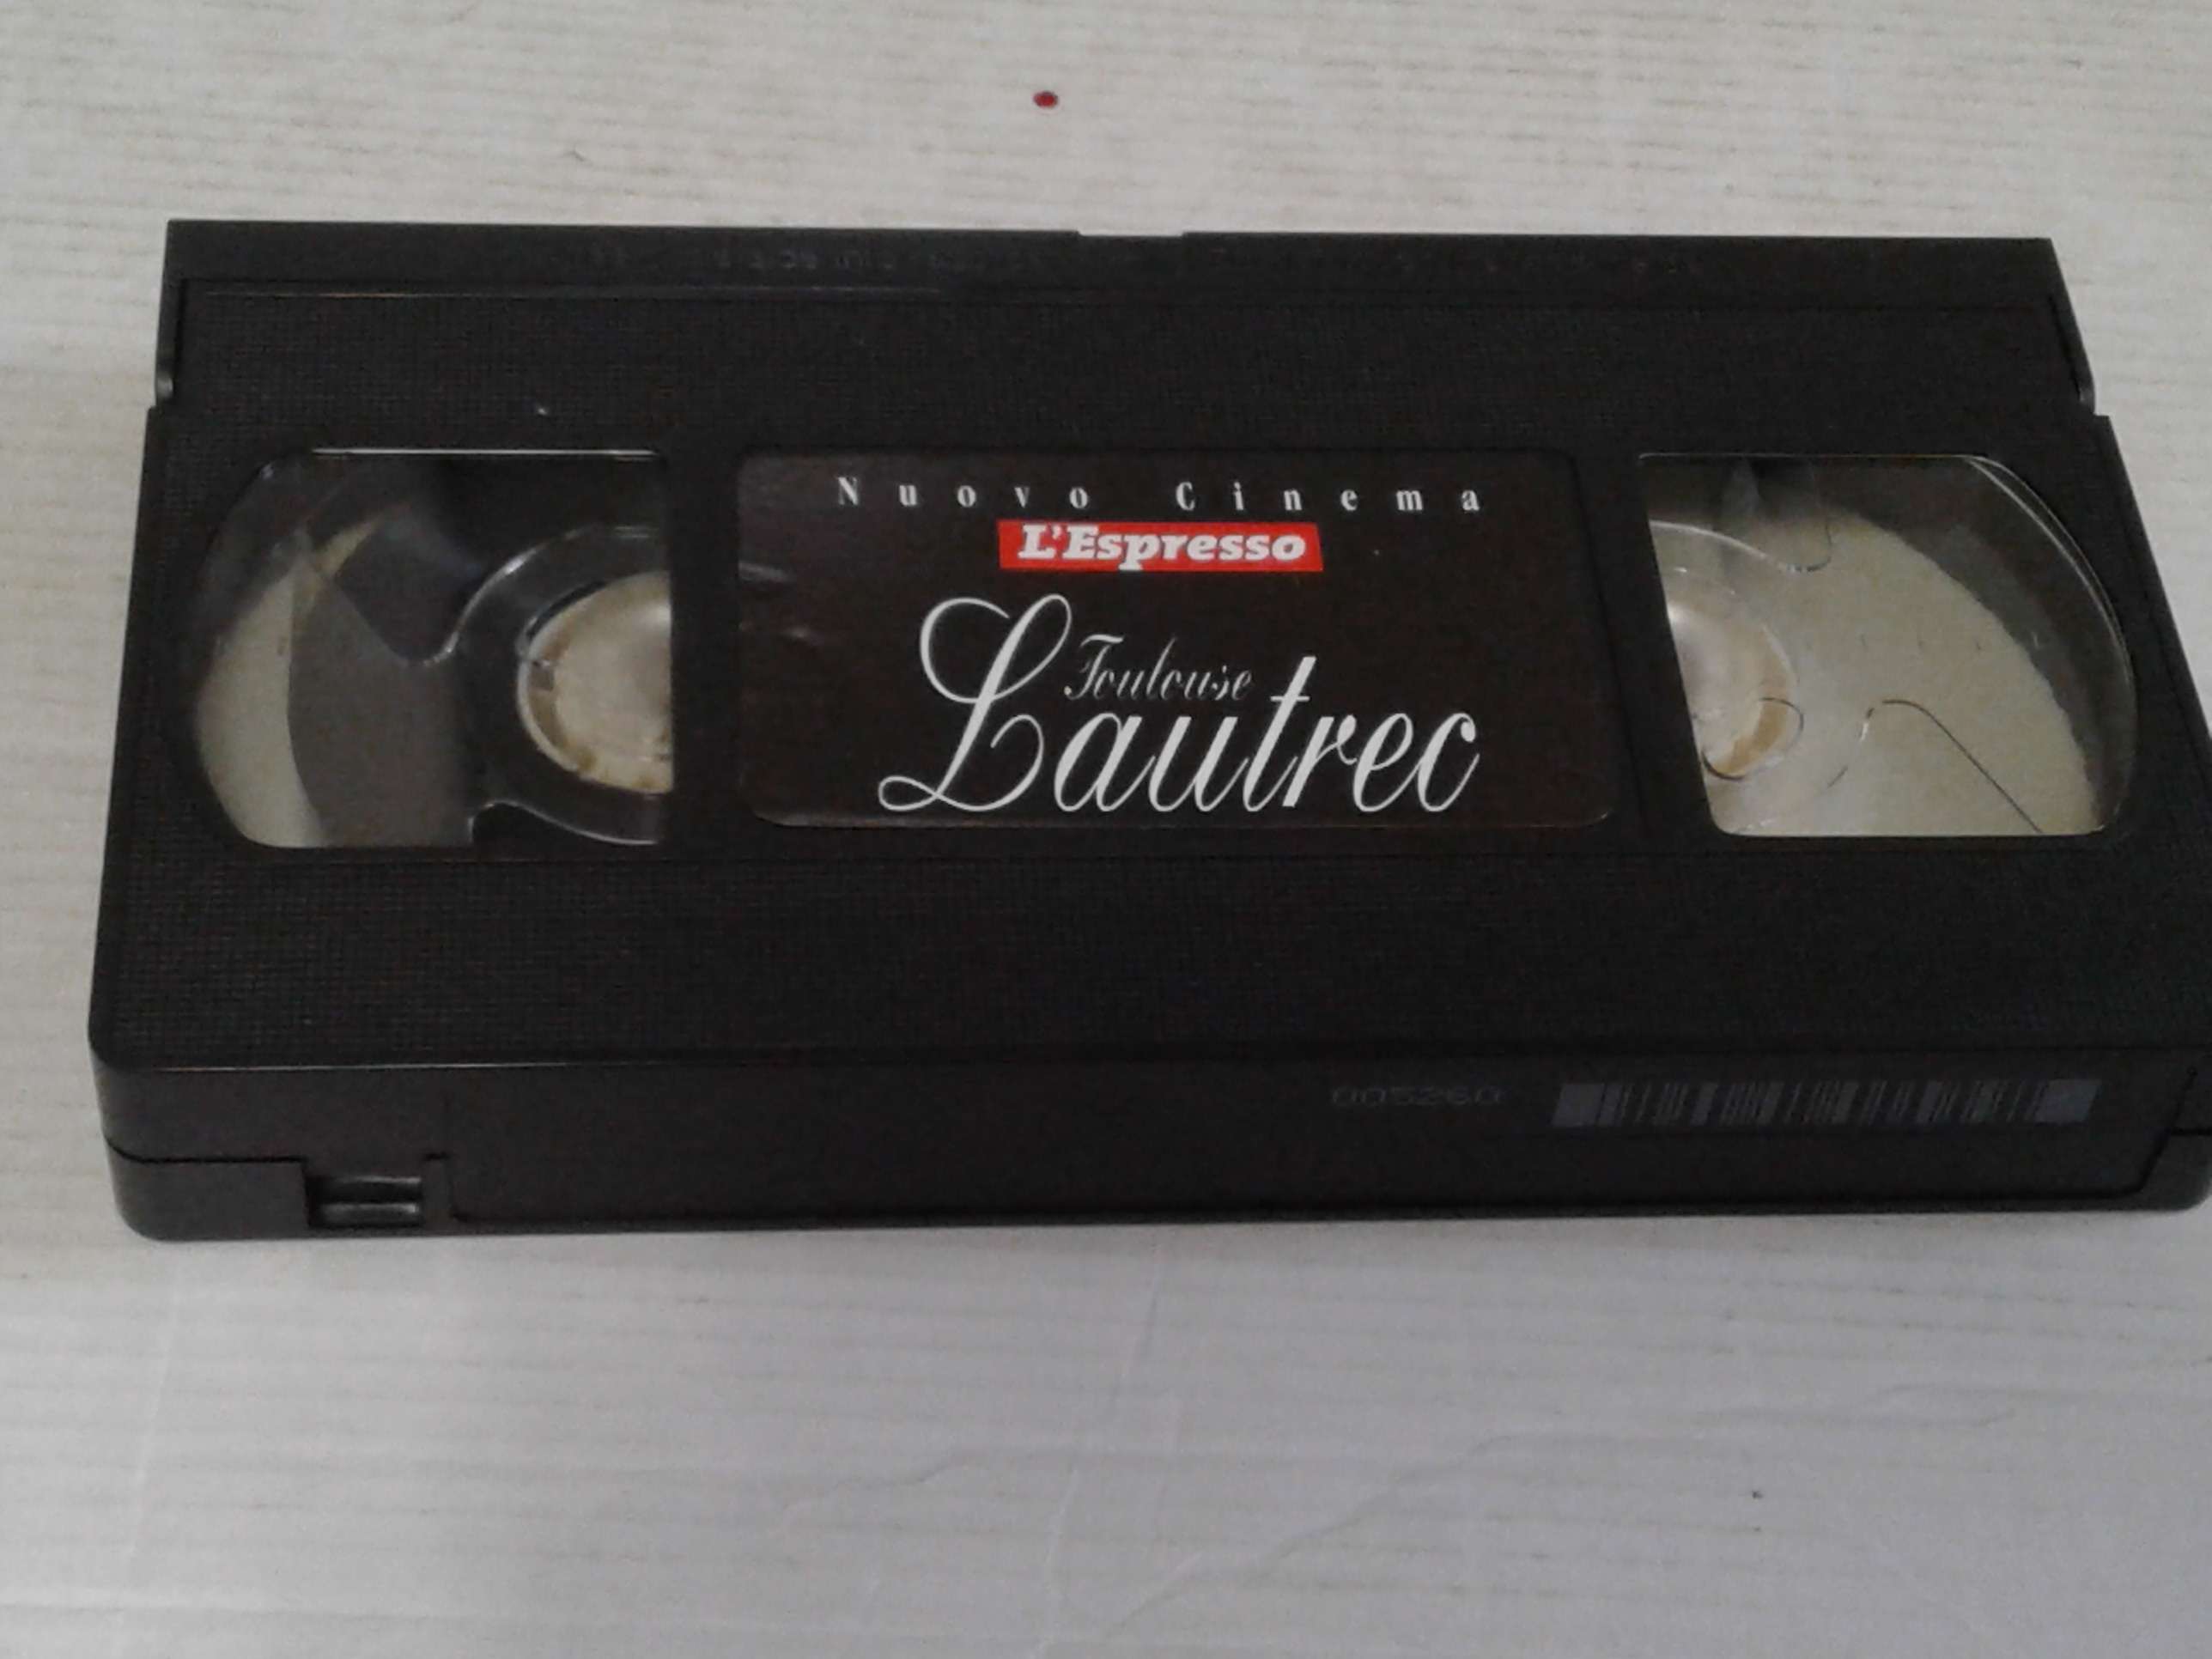 Nuovo Cinema
L'Espresso
Toulouse
Lautrec
005260